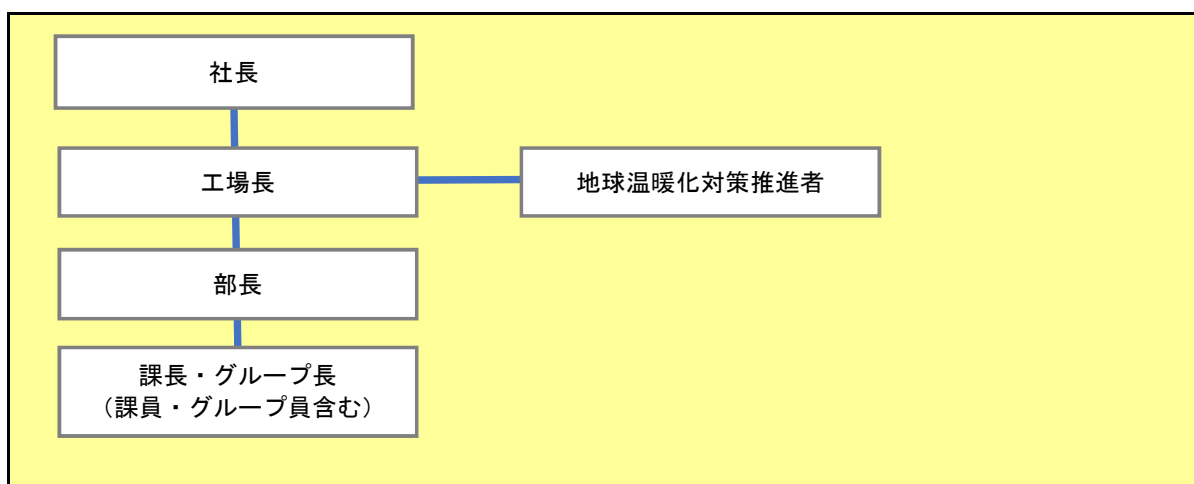 社長
工場長
地球温暖化対策推進者
部長
課長・グループ長
（課員・グループ員含む）